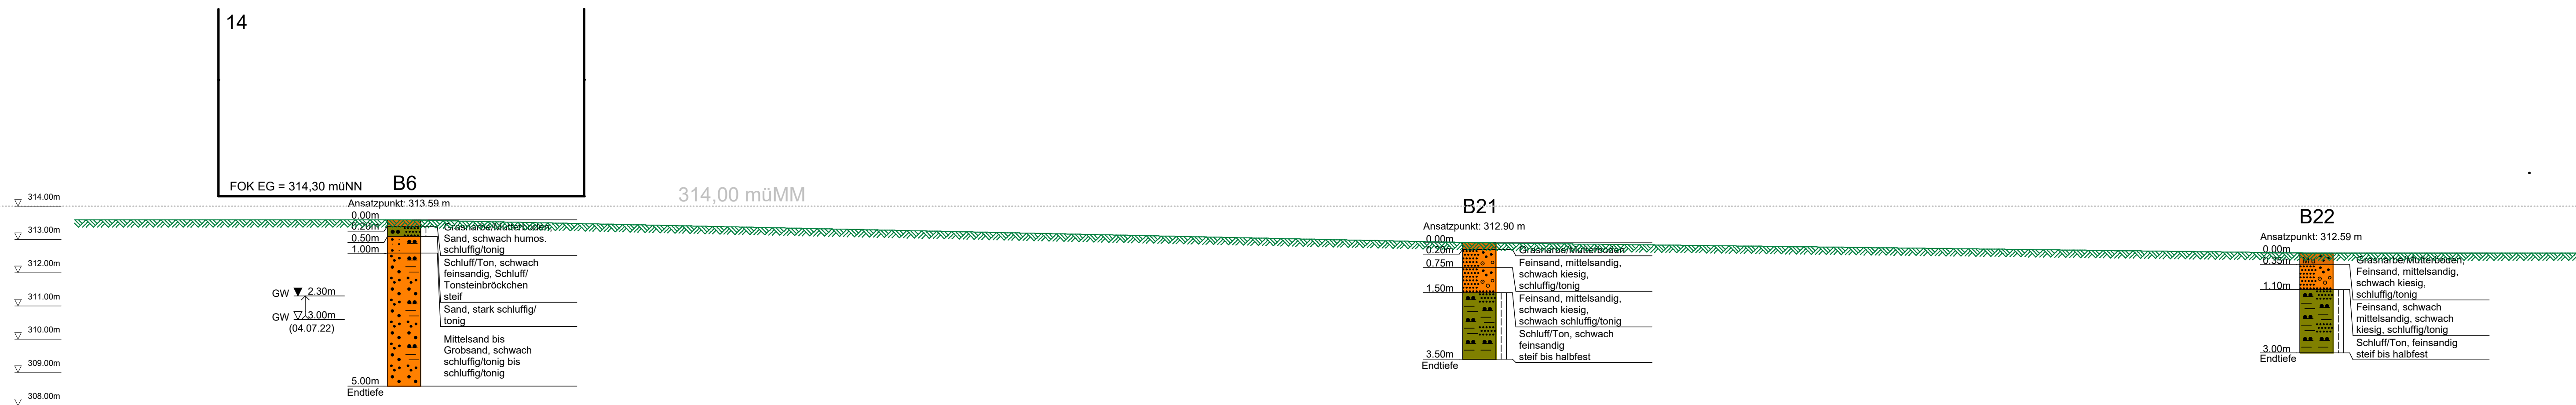 14
FOK EG = 314,30 müNN
314.00m
313.00m
312.00m
311.00m
310.00m
309.00m
308.00m
314,00 müMM
B6
Ansatzpunkt: 313.59 m
0.00m
0.20m
0.50m
1.00m
5.00m
Endtiefe
GW 2.30m
GW 3.00m
(04.07.22)
Grasnarbe/Mutterboden
Sand, schwach humos.
schluffig/tonig
Schluff/Ton, schwach
feinsandig, Schluff/
Tonsteinbröckchen
steif
Sand, stark schluffig/
tonig
Mittelsand bis
Grobsand, schwach
schluffig/tonig bis
schluffig/tonig
B21
Ansatzpunkt: 312.90 m
0.00m
0.20m
0.75m
1.50m
3.50m
Endtiefe
Grasnarbe/Mutterboden
Feinsand, mittelsandig,
schwach kiesig,
schluffig/tonig
Feinsand, mittelsandig,
schwach kiesig,
schwach schluffig/tonig
Schluff/Ton, schwach
feinsandig
steif bis halbfest
B22
Ansatzpunkt: 312.59 m
0.00m
0.35m
1.10m
3.00m
Endtiefe
Mu
Grasnarbe/Mutterboden,
Feinsand, mittelsandig,
schwach kiesig,
schluffig/tonig
Feinsand, schwach
mittelsandig, schwach
kiesig, schluffig/tonig
Schluff/Ton, feinsandig
steif bis halbfest